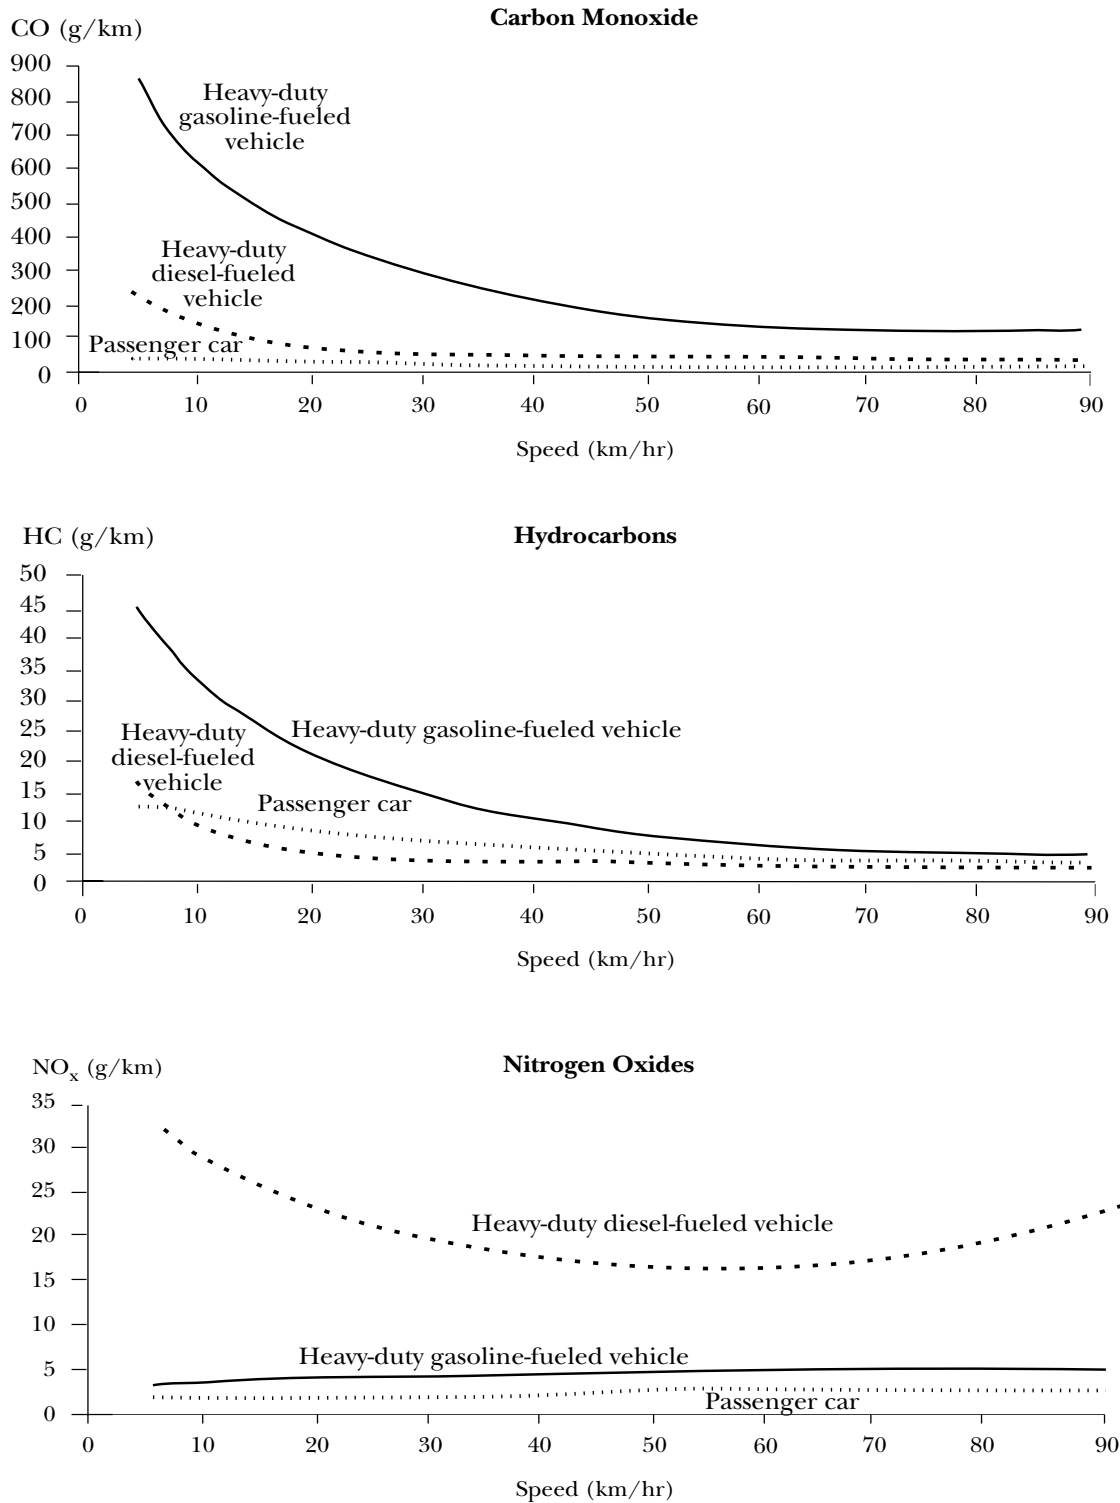 Carbon Monoxide
CO (g/km)
900
800
700
600
500
400
300
200
100
0
Heavy-duty
gasoline-fueled
vehicle
Heavy-duty
diesel-fueled
vehicle
Passenger car
0 10 20 30 40 50 60 70 80 90
Speed (km/hr)
Hydrocarbons
HC (g/km)
50
45
40
35
30
25
20
15
10
5
0
Heavy-duty gasoline-fueled vehicle
Heavy-duty
diesel-fueled
vehicle
Passenger car
0 10 20 30 40 50 60 70 80 90
Speed (km/hr)
Nitrogen Oxides
NOx (g/km)
35
30
25
20
15
10
5
0
Heavy-duty diesel-fueled vehicle
Heavy-duty gasoline-fueled vehicle
Passenger car
0 10 20 30 40 50 60 70 80 90
Speed (km/hr)